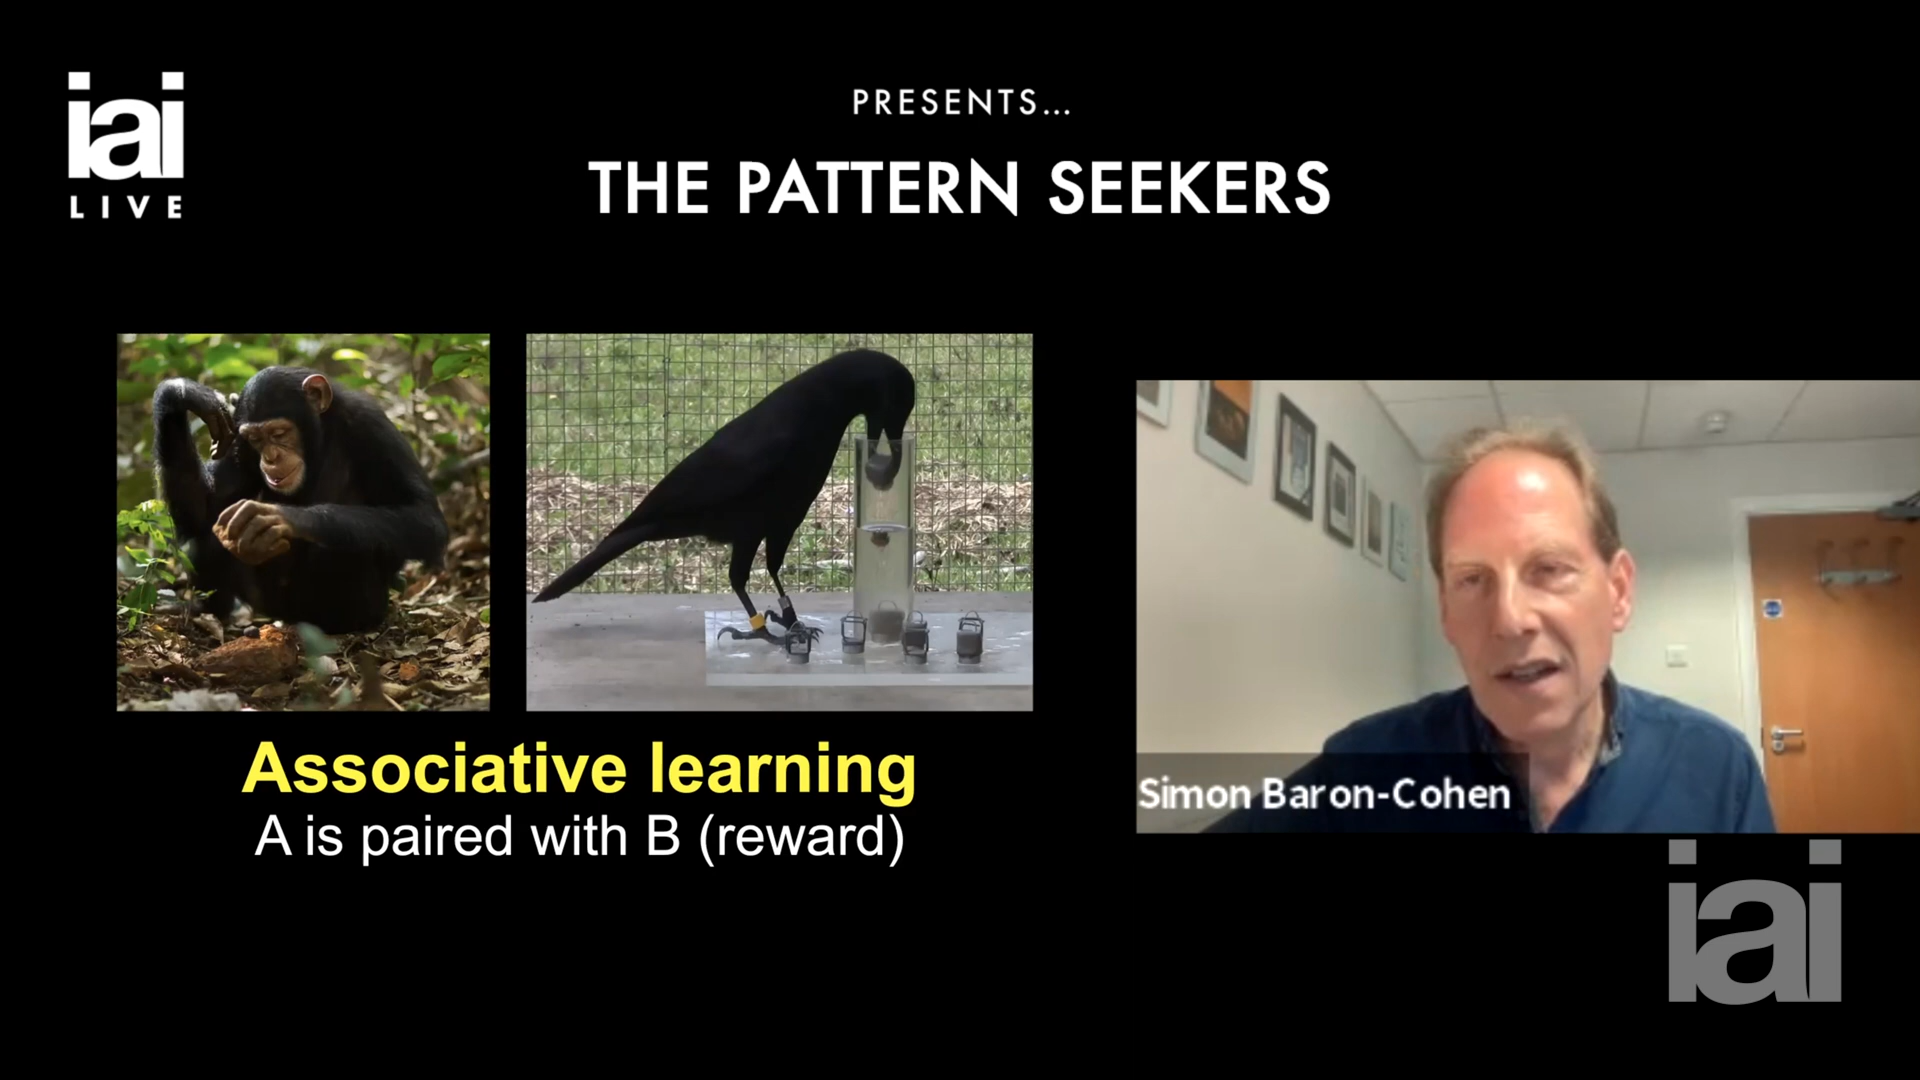 iai
LIVE
PRESENTS...
THE PATTERN SEEKERS
Associative learning
A is paired with B (reward)
Simon Baron-Cohen
iai